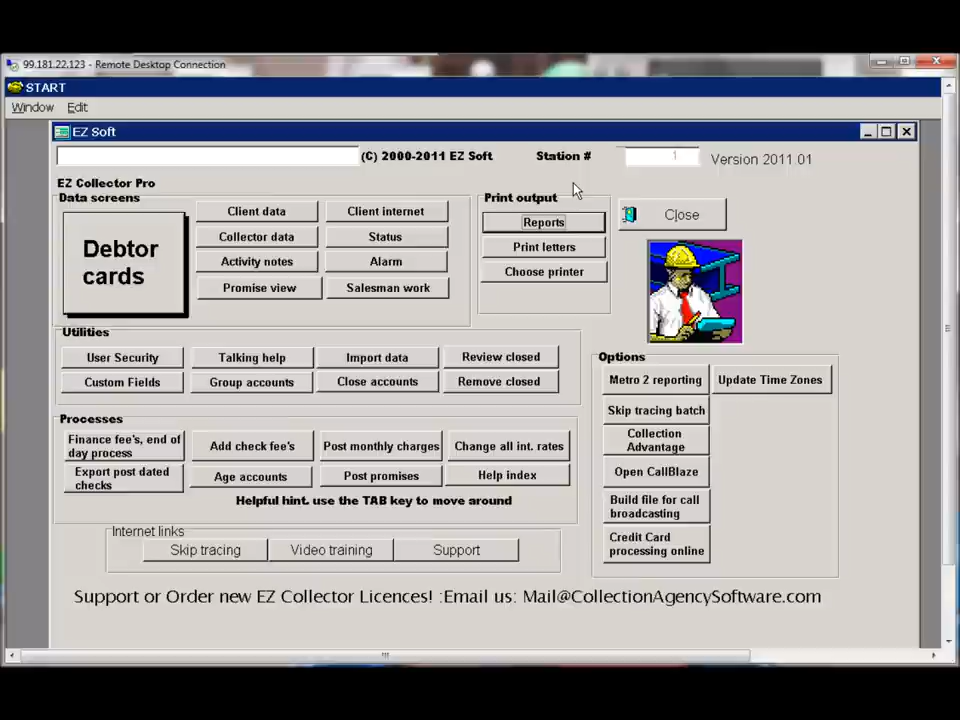 99.181.22.123 - Remote Desktop Connection
START
Window Edit
EZ Soft
(C) 2000-2011 EZ Soft Station # 1 Version 2011.01
EZ Collector Pro
Data screens
Debtor
cards
Client data
Client internet
Collector data
Status
Activity notes
Alarm
Promise view
Salesman work
Print output
Reports
Print letters
Choose printer
Close
Utilities
User Security
Talking help
Import data
Review closed
Custom Fields
Group accounts
Close accounts
Remove closed
Processes
Finance fee's, end of
day process
Add check fee's
Post monthly charges
Change all int. rates
Export post dated
checks
Age accounts
Post promises
Help index
Helpful hint. use the TAB key to move around
Internet links
Skip tracing
Video training
Support
Options
Metro 2 reporting
Update Time Zones
Skip tracing batch
Collection
Advantage
Open CallBlaze
Build file for call
broadcasting
Credit Card
processing online
Support or Order new EZ Collector Licences! :Email us: Mail@CollectionAgencySoftware.com